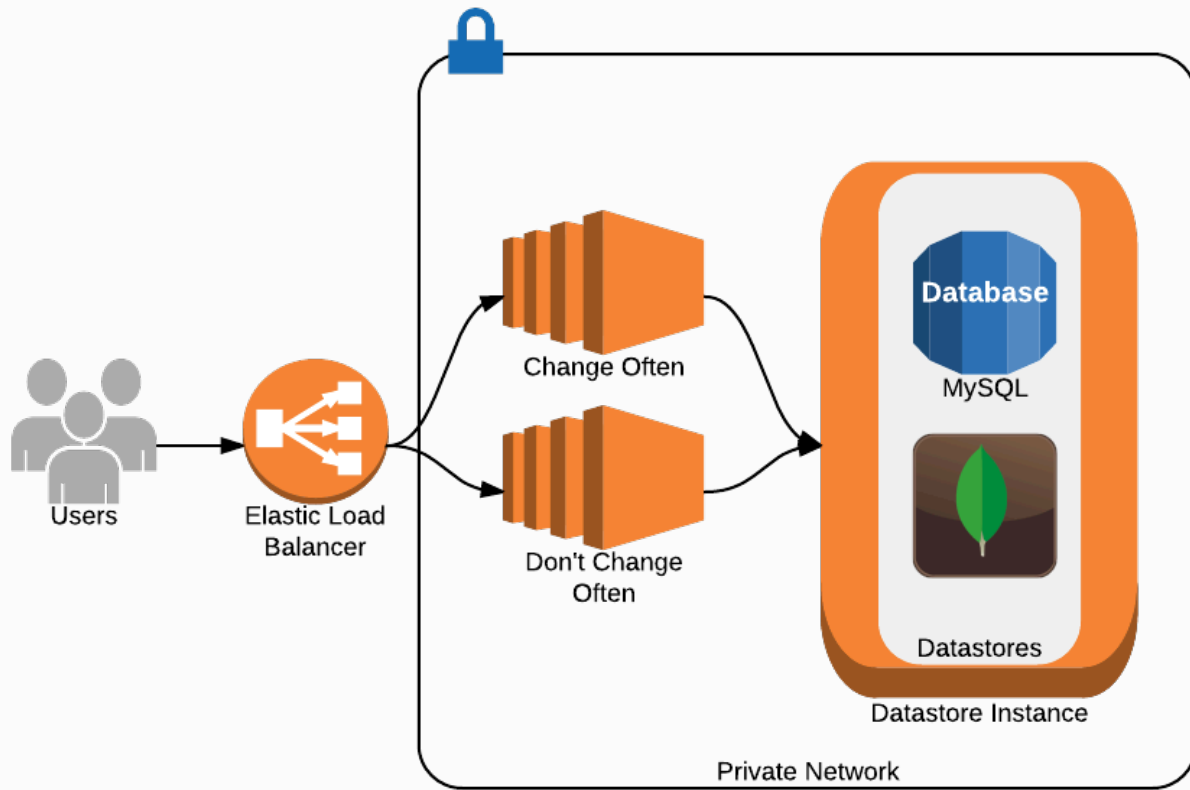 Users
Elastic Load
Balancer
Change Often
Don't Change
Often
Database
MySQL
Datastores
Datastore Instance
Private Network